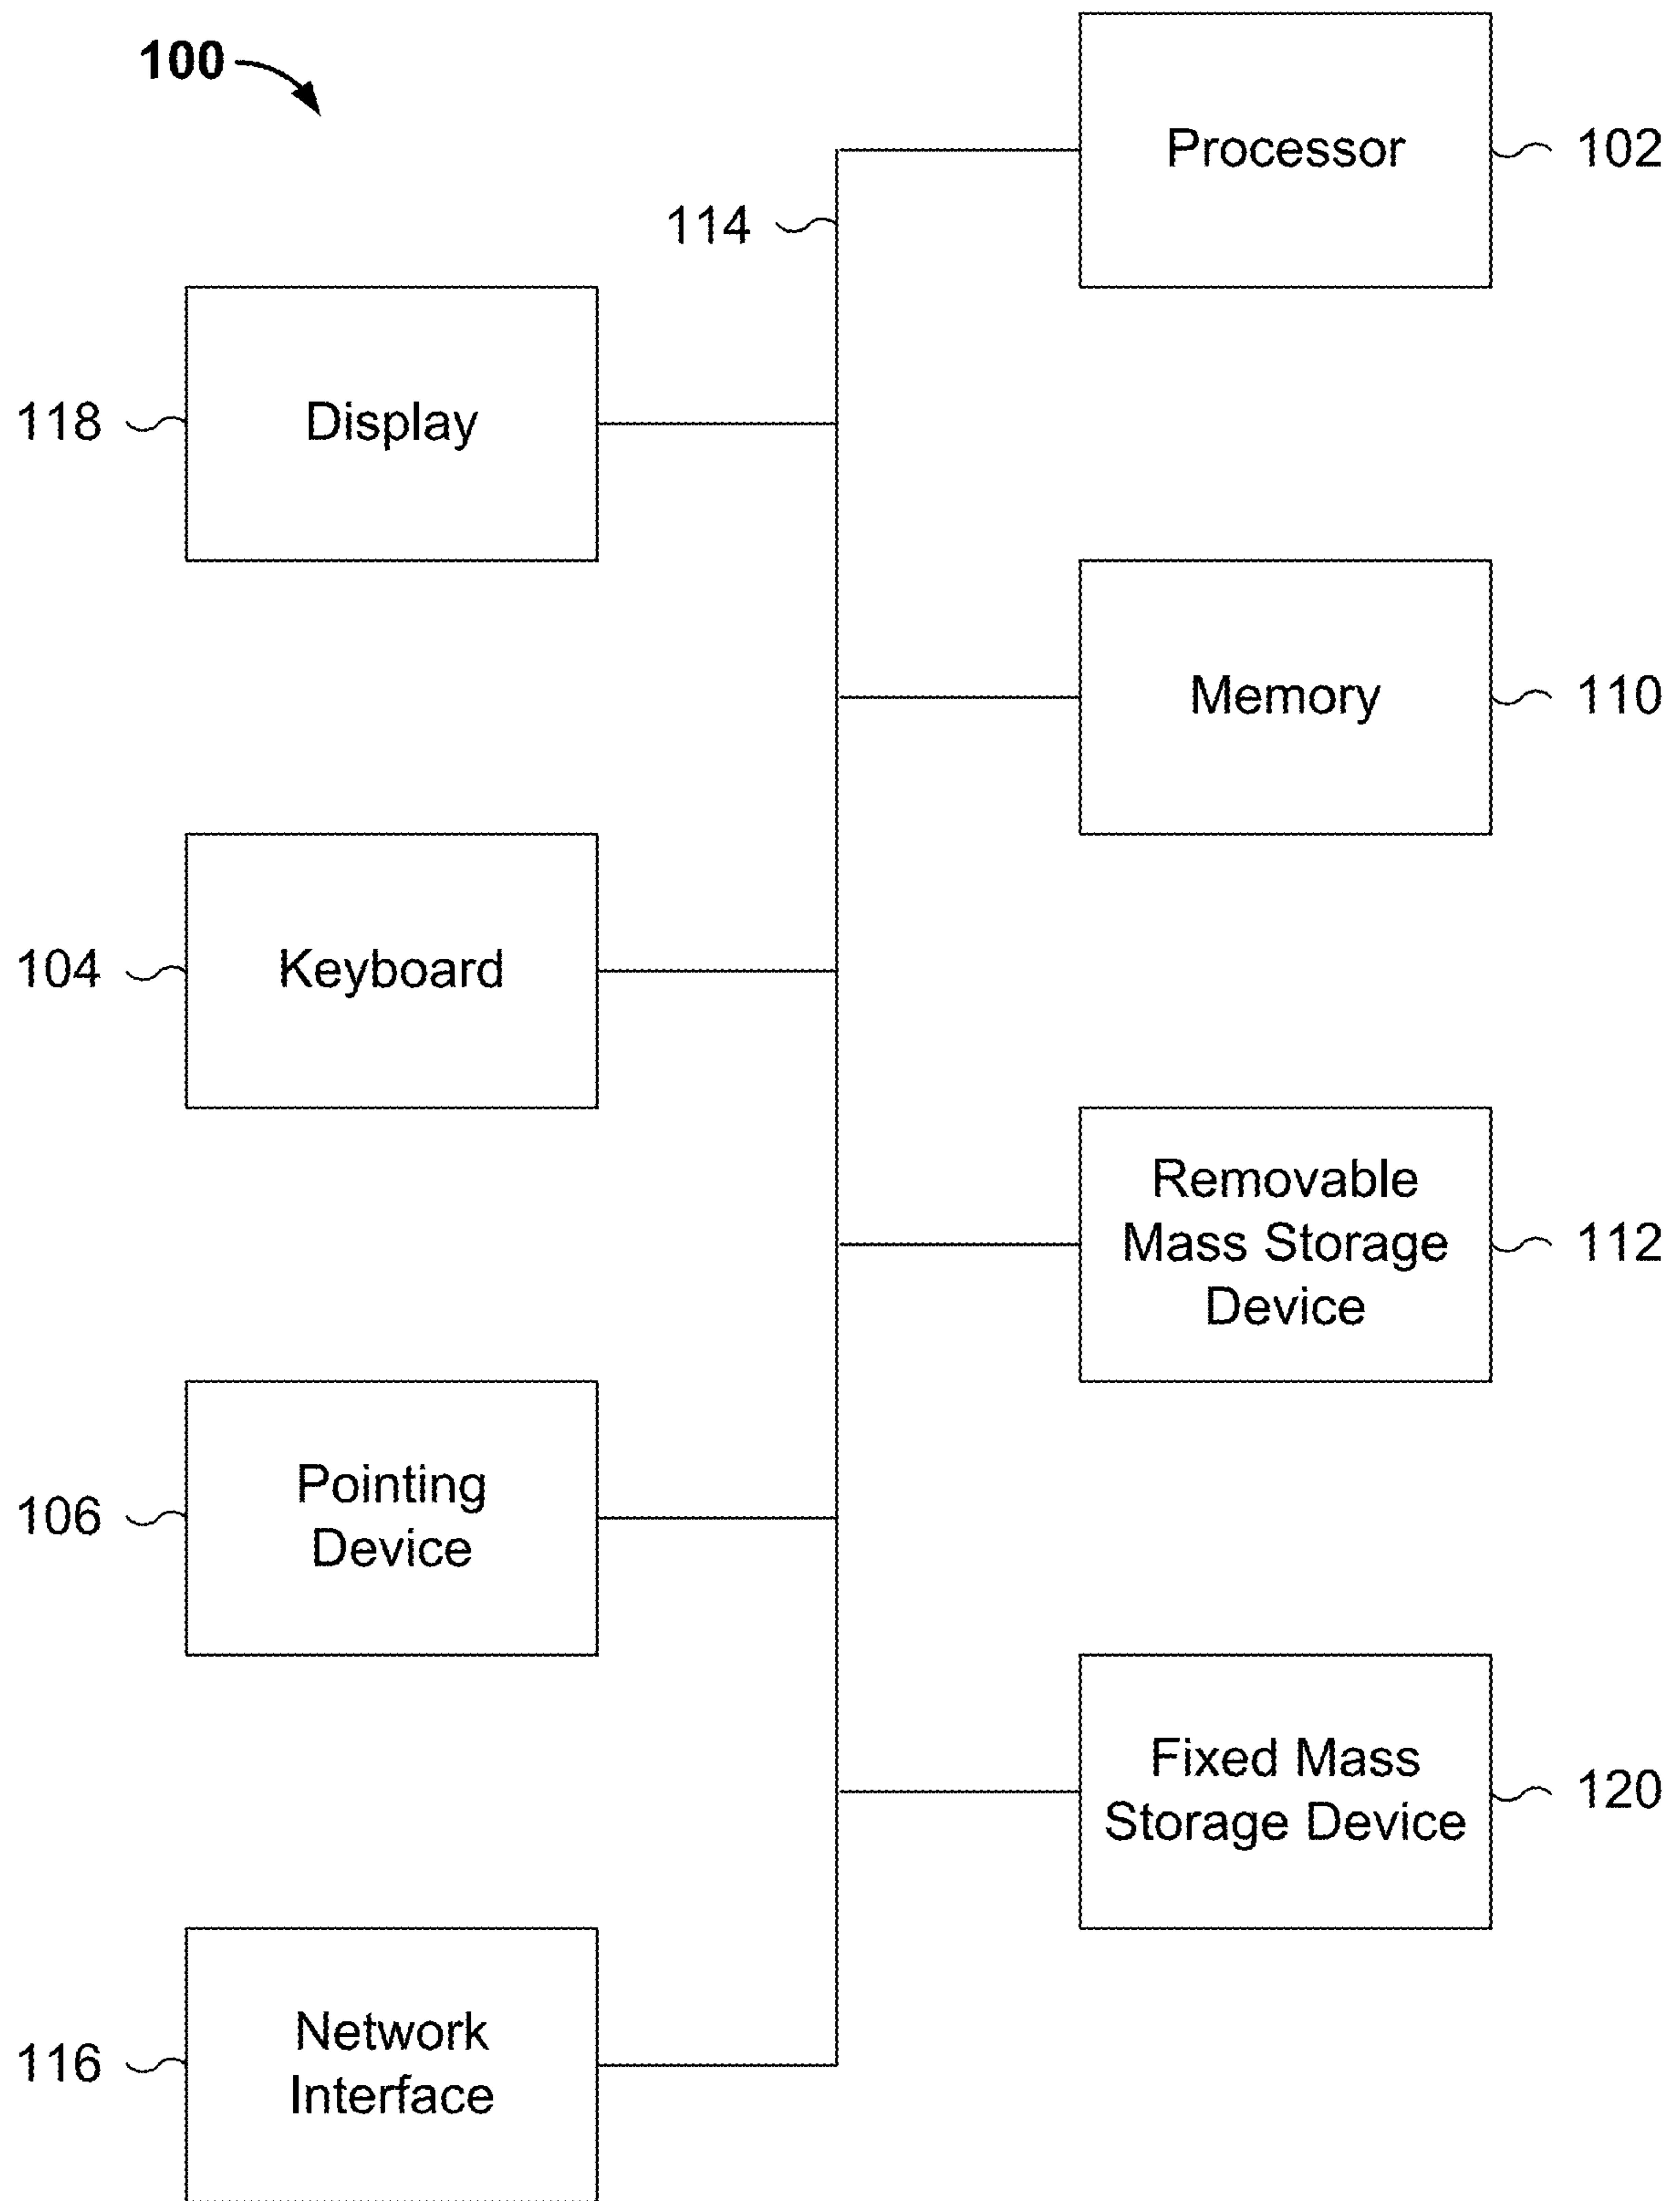 100
Processor
102
114
118
Display
Memory
110
104
Keyboard
Removable
Mass Storage
Device
112
106
Pointing
Device
Fixed Mass
Storage Device
120
116
Network
Interface